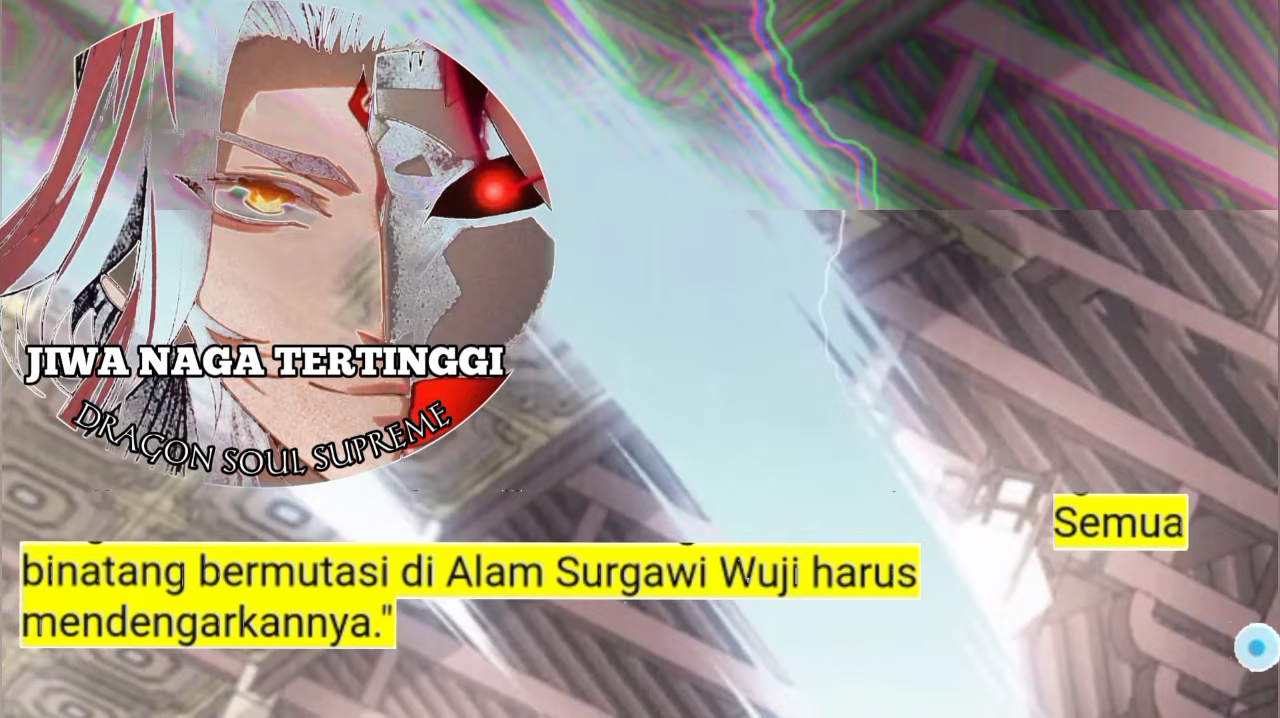 JIWA NAGA TERTINGGI
DRAGON SOUL SUPREME
Semua
binatang bermutasi di Alam Surgawi Wuji harus
mendengarkannya."